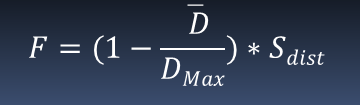 F = (1 − D̅ / D_Max) * S_dist